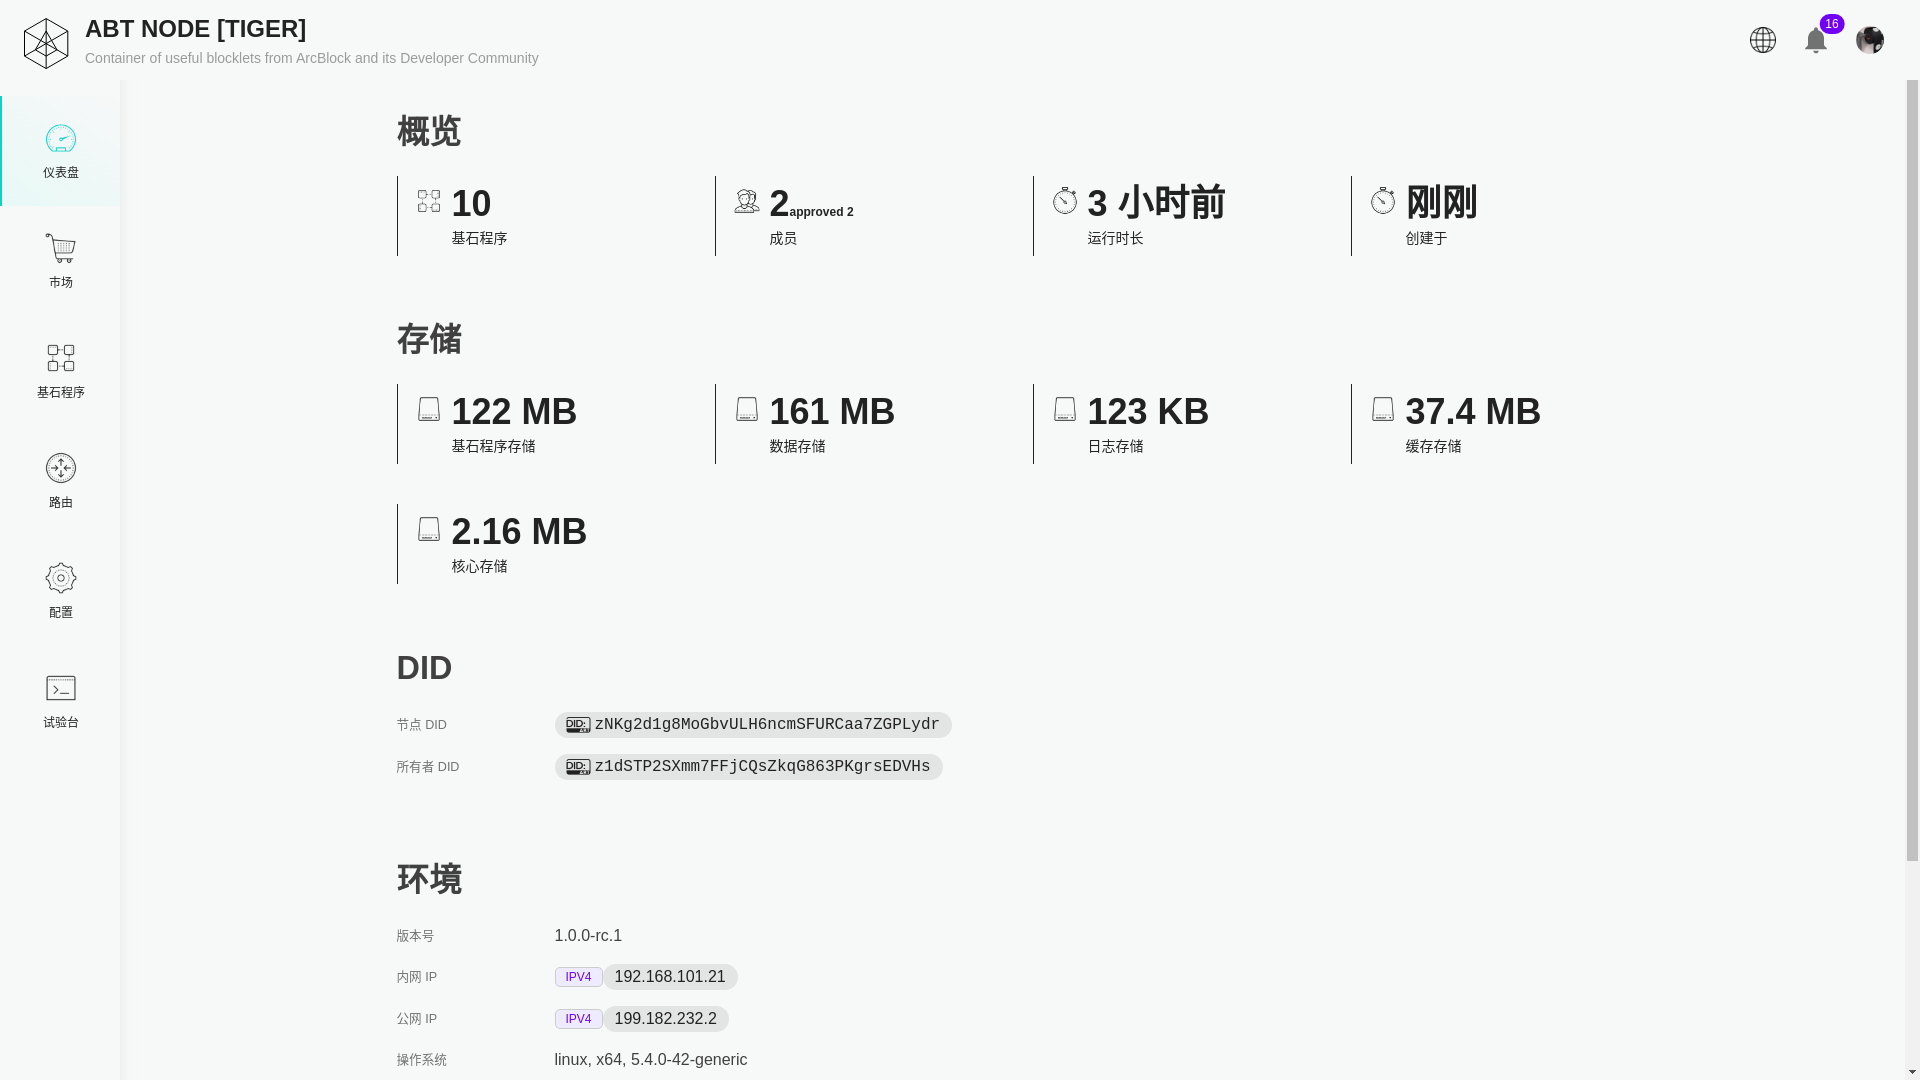 ABT NODE [TIGER]
Container of useful blocklets from ArcBlock and its Developer Community
16
仪表盘
市场
基石程序
路由
配置
试验台
概览
10
基石程序
2approved 2
成员
3 小时前
运行时长
刚刚
创建于
存储
122 MB
基石程序存储
161 MB
数据存储
123 KB
日志存储
37.4 MB
缓存存储
2.16 MB
核心存储
DID
节点 DID
DID: ABT zNKg2d1g8MoGbvULH6ncmSFURCaa7ZGPLydr
所有者 DID
DID: ABT z1dSTP2SXmm7FFjCQsZkqG863PKgrsEDVHs
环境
版本号 1.0.0-rc.1
内网 IP IPV4 192.168.101.21
公网 IP IPV4 199.182.232.2
操作系统 linux, x64, 5.4.0-42-generic